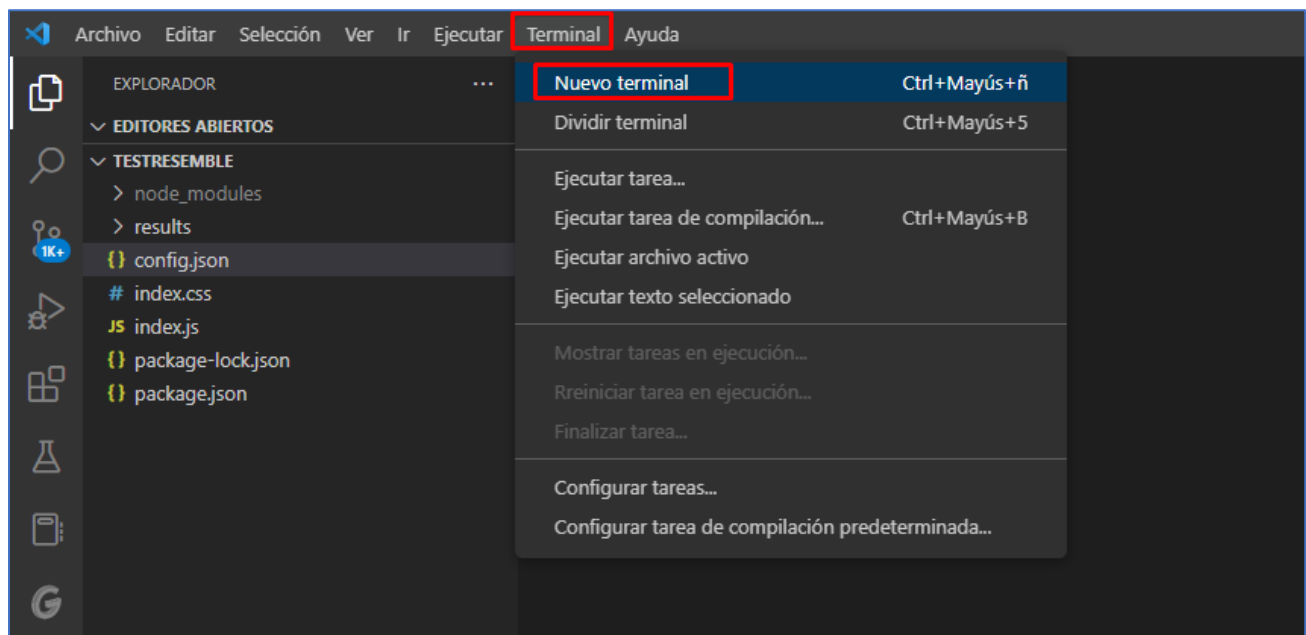 Archivo Editar Selección Ver Ir Ejecutar Terminal Ayuda
EXPLORADOR
EDITORES ABIERTOS
TESTRESEMBLE
node_modules
results
{} config.json
# index.css
JS index.js
{} package-lock.json
{} package.json
1K+
Nuevo terminal Ctrl+Mayús+ñ
Dividir terminal Ctrl+Mayús+5
Ejecutar tarea...
Ejecutar tarea de compilación... Ctrl+Mayús+B
Ejecutar archivo activo
Ejecutar texto seleccionado
Mostrar tareas en ejecución...
Rreiniciar tarea en ejecución...
Finalizar tarea...
Configurar tareas...
Configurar tarea de compilación predeterminada...